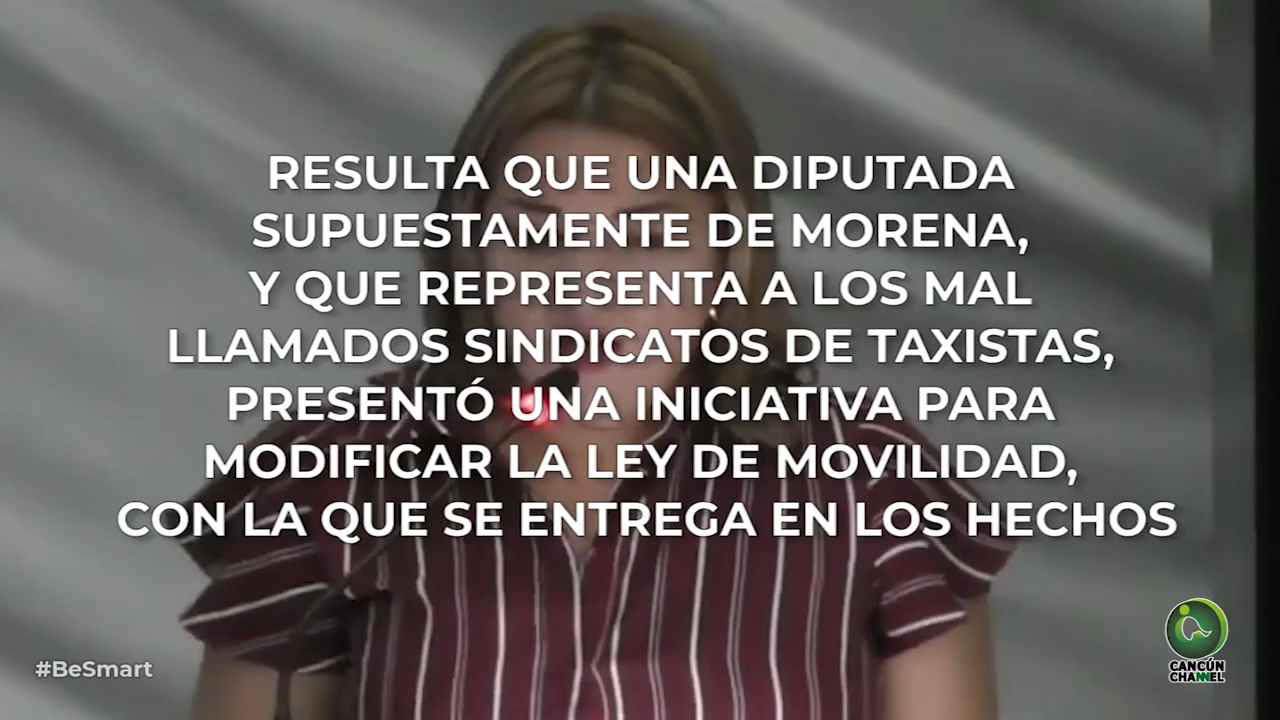 RESULTA QUE UNA DIPUTADA
SUPUESTAMENTE DE MORENA,
Y QUE REPRESENTA A LOS MAL
LLAMADOS SINDICATOS DE TAXISTAS,
PRESENTÓ UNA INICIATIVA PARA
MODIFICAR LA LEY DE MOVILIDAD,
CON LA QUE SE ENTREGA EN LOS HECHOS
#BeSmart
CANCÚN
CHANNEL